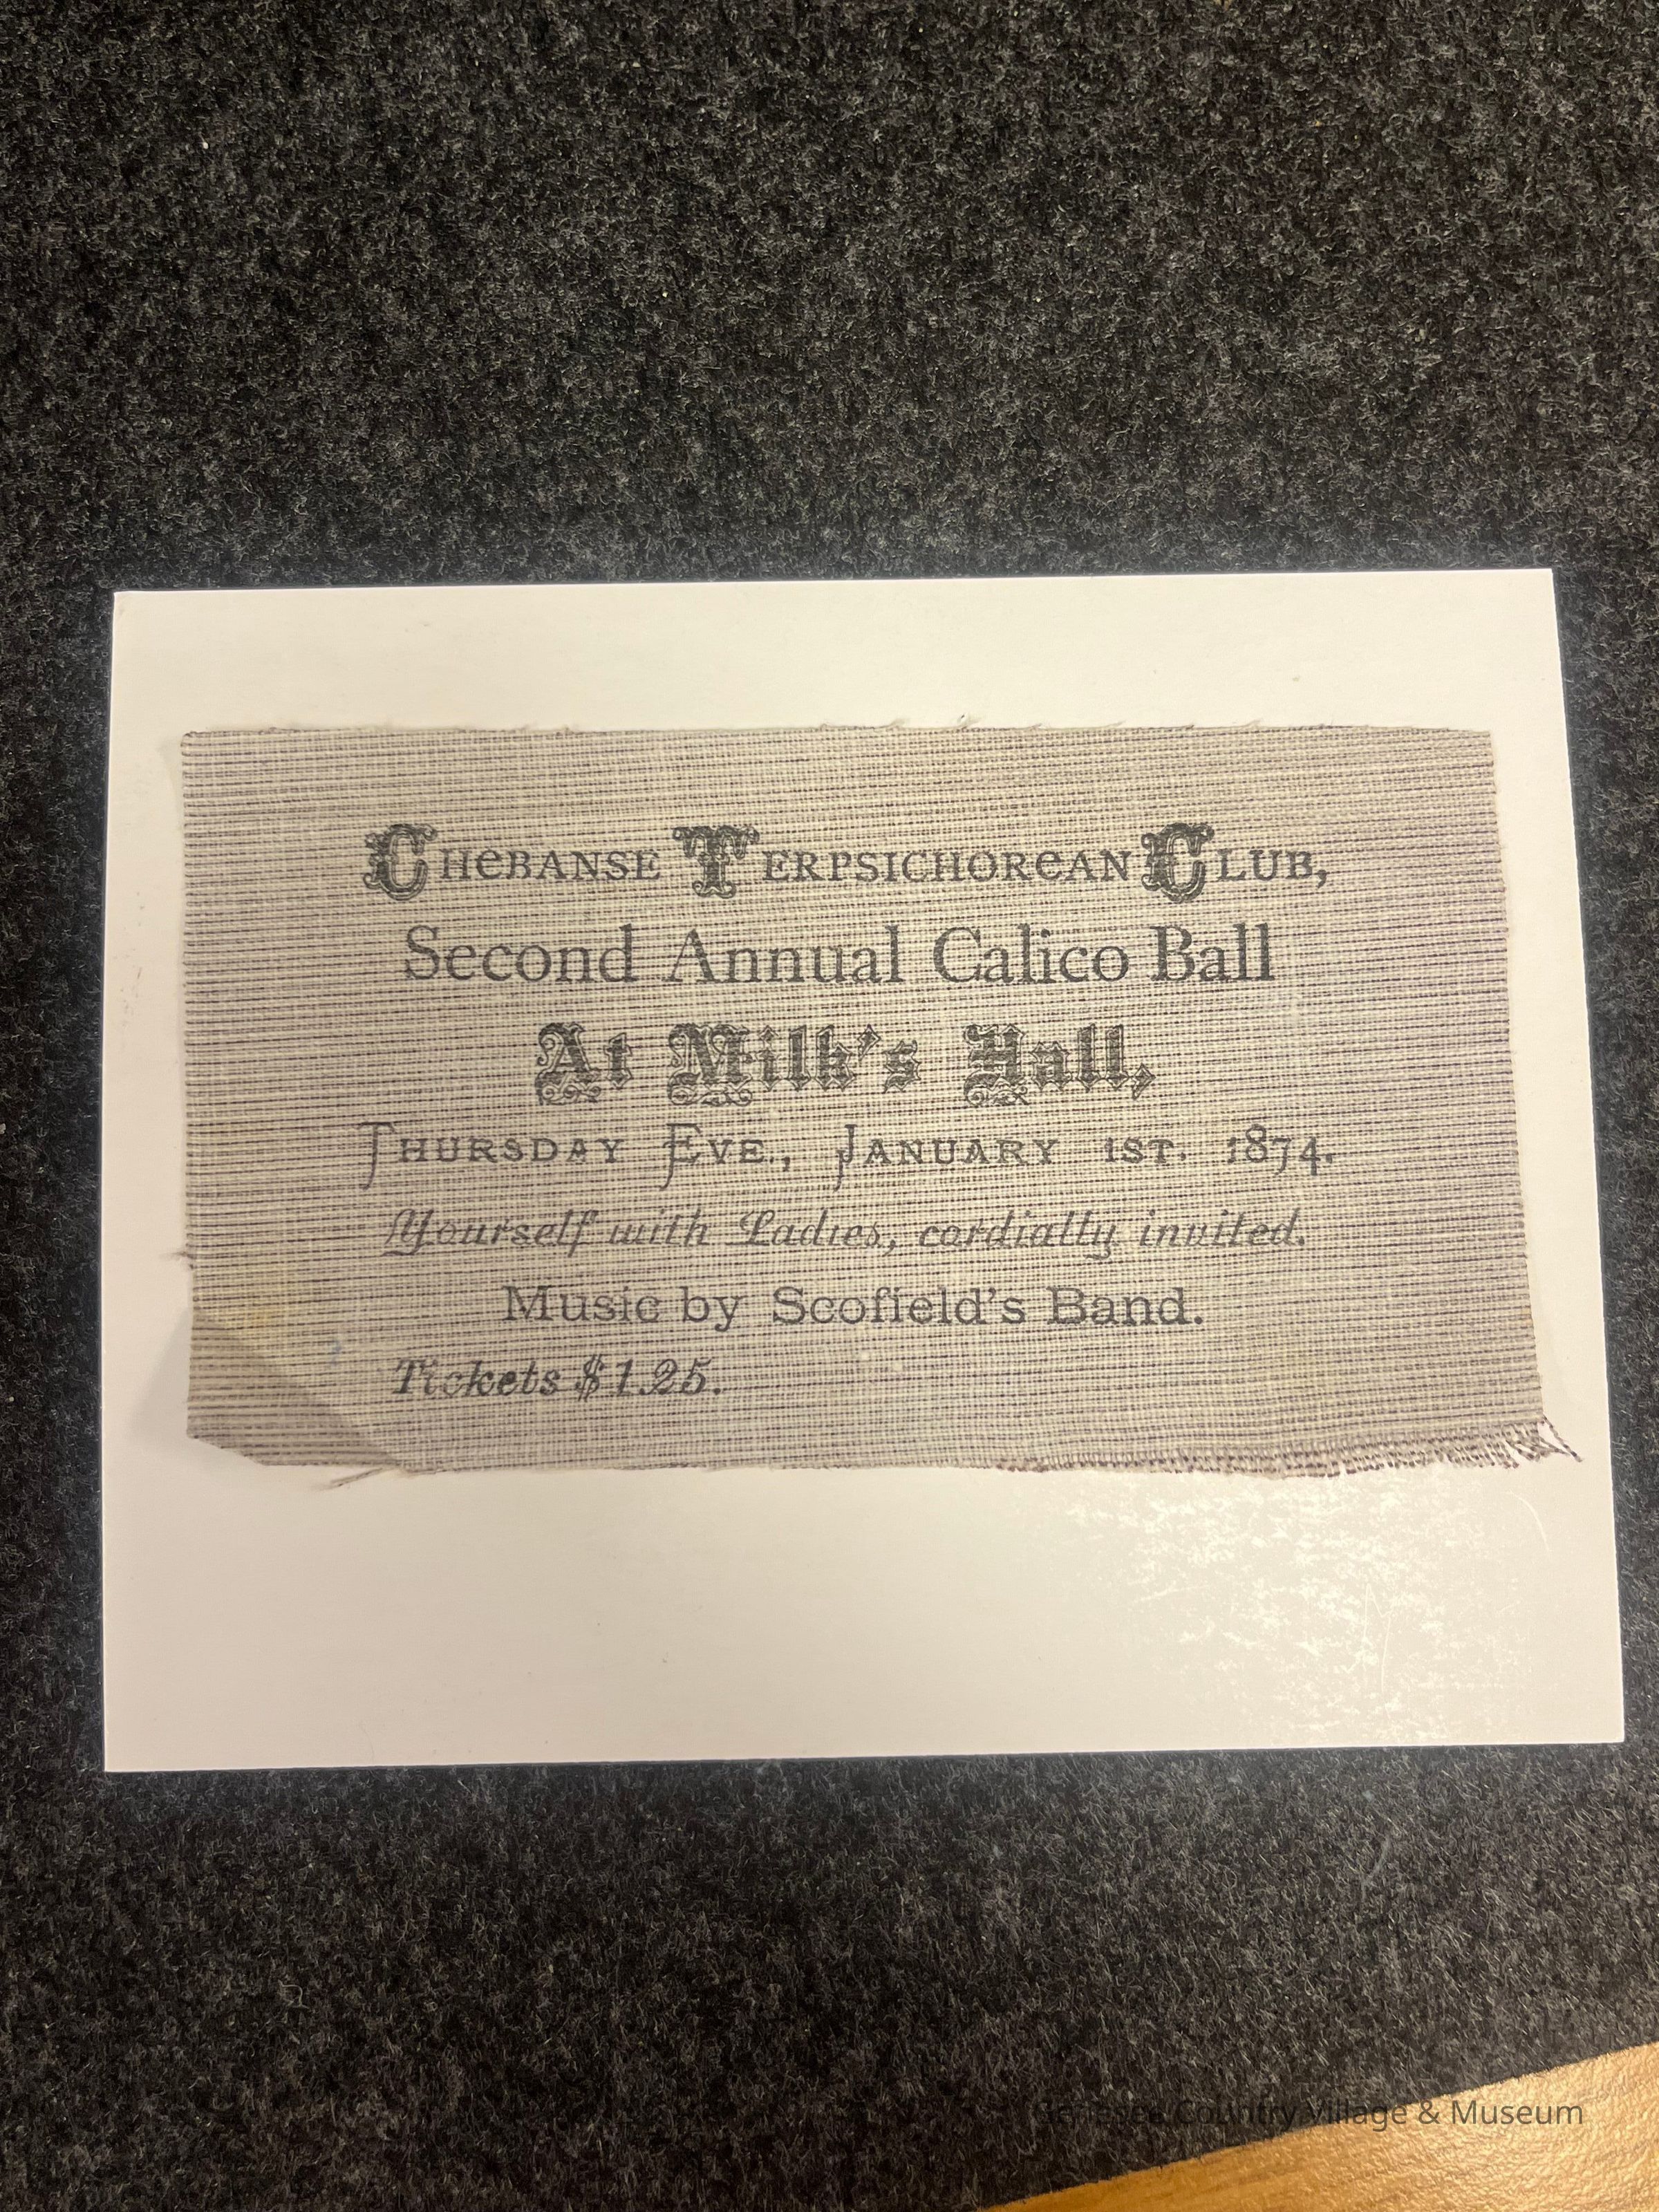 Chebanse Terpsichorean Club,
Second Annual Calico Ball
At Milk's Hall,
Thursday Eve., January 1st. 1874.
Yourself with Ladies, cordially invited.
Music by Scofield's Band.
Tickets $1.25.
Genesee Country Village & Museum